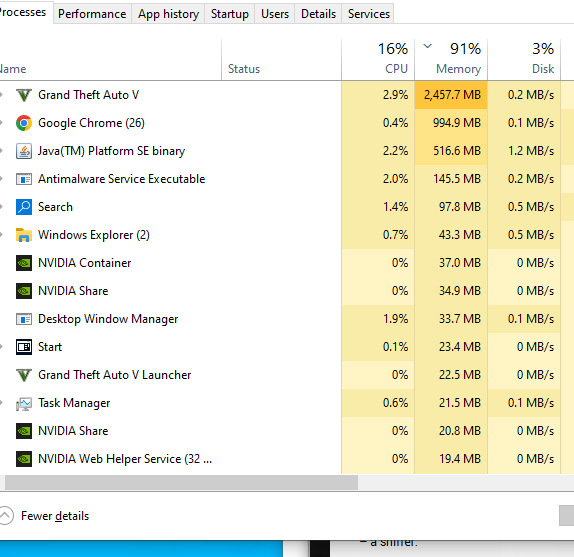 Processes Performance App history Startup Users Details Services
16% 91% 3%
Name Status CPU Memory Disk
Grand Theft Auto V 2.9% 2,457.7 MB 0.2 MB/s
Google Chrome (26) 0.4% 994.9 MB 0.1 MB/s
Java(TM) Platform SE binary 2.2% 516.6 MB 1.2 MB/s
Antimalware Service Executable 2.0% 145.5 MB 0.2 MB/s
Search 1.4% 97.8 MB 0.5 MB/s
Windows Explorer (2) 0.7% 43.3 MB 0.5 MB/s
NVIDIA Container 0% 37.0 MB 0 MB/s
NVIDIA Share 0% 34.9 MB 0 MB/s
Desktop Window Manager 1.9% 33.7 MB 0.1 MB/s
Start 0.1% 23.4 MB 0 MB/s
Grand Theft Auto V Launcher 0% 22.5 MB 0 MB/s
Task Manager 0.6% 21.5 MB 0.1 MB/s
NVIDIA Share 0% 20.8 MB 0 MB/s
NVIDIA Web Helper Service (32 ... 0% 19.4 MB 0 MB/s
Fewer details
– a sniffer.